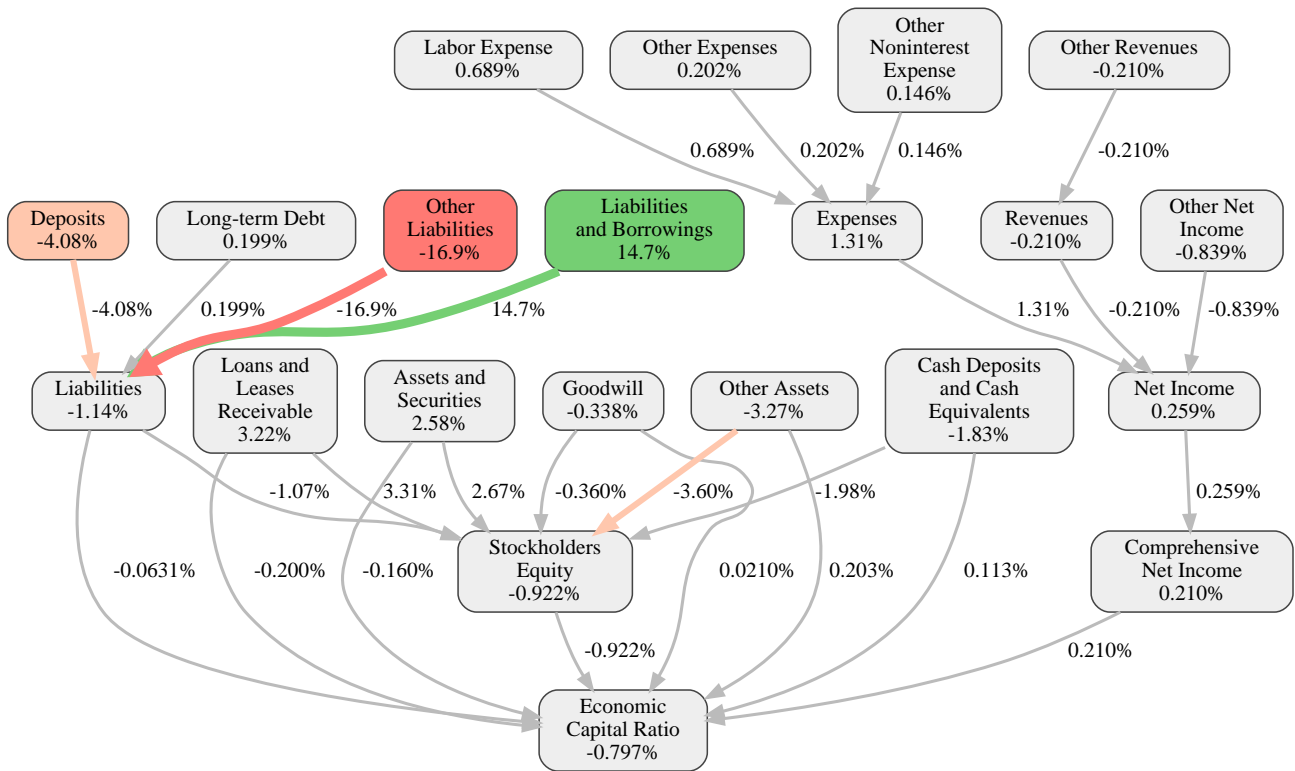 Labor Expense
0.689%
Other Expenses
0.202%
Other
Noninterest
Expense
0.146%
Other Revenues
-0.210%
0.689%
0.202%
0.146%
-0.210%
Deposits
-4.08%
Long-term Debt
0.199%
Other
Liabilities
-16.9%
Liabilities
and Borrowings
14.7%
Expenses
1.31%
Revenues
-0.210%
Other Net
Income
-0.839%
-4.08%
0.199%
-16.9%
14.7%
1.31%
-0.210%
-0.839%
Liabilities
-1.14%
Loans and
Leases
Receivable
3.22%
Assets and
Securities
2.58%
Goodwill
-0.338%
Other Assets
-3.27%
Cash Deposits
and Cash
Equivalents
-1.83%
Net Income
0.259%
-1.07%
3.31%
2.67%
-0.360%
-3.60%
-1.98%
0.259%
Stockholders
Equity
-0.922%
Comprehensive
Net Income
0.210%
-0.0631%
-0.200%
-0.160%
0.0210%
0.203%
0.113%
-0.922%
0.210%
Economic
Capital Ratio
-0.797%